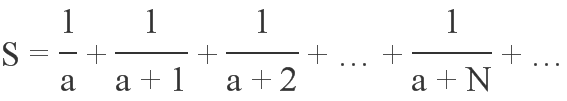 S = 1/a + 1/(a + 1) + 1/(a + 2) + … + 1/(a + N) + …